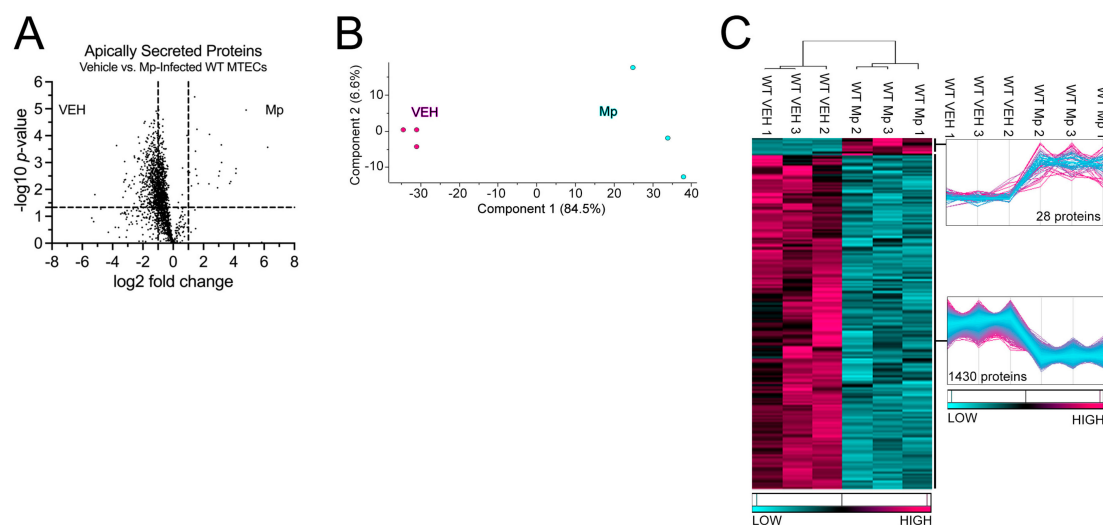 A
Apically Secreted Proteins
Vehicle vs. Mp-Infected WT MTECs
VEH
Mp
6
5
4
3
2
1
0
-log10 p-value
-8 -6 -4 -2 0 2 4 6 8
log2 fold change
B
VEH
Mp
10
0
-10
Component 2 (6.6%)
-30 -20 -10 0 10 20 30 40
Component 1 (84.5%)
C
WT VEH 1
WT VEH 3
WT VEH 2
WT Mp 2
WT Mp 3
WT Mp 1
WT VEH 1
WT VEH 3
WT VEH 2
WT Mp 2
WT Mp 3
WT Mp 1
28 proteins
1430 proteins
LOW HIGH
LOW HIGH